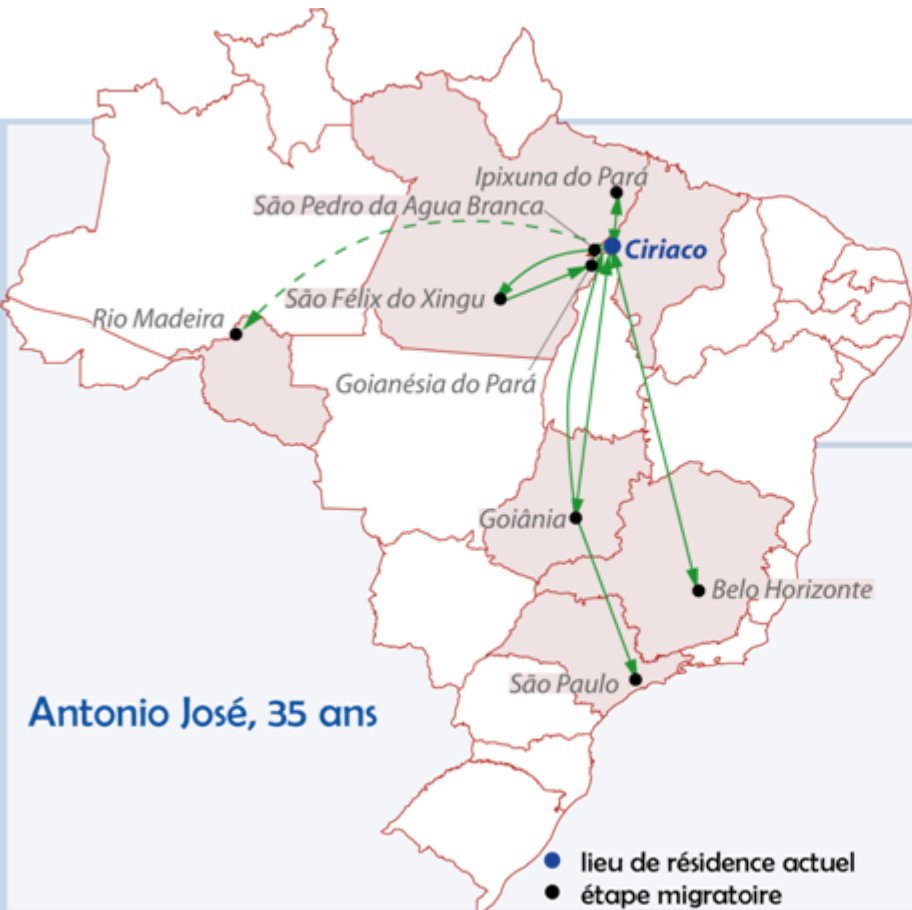 Ipixuna do Pará
São Pedro da Agua Branca
Ciriaco
São Félix do Xingu
Rio Madeira
Goianésia do Pará
Goiânia
Belo Horizonte
São Paulo
Antonio José, 35 ans
lieu de résidence actuel
étape migratoire